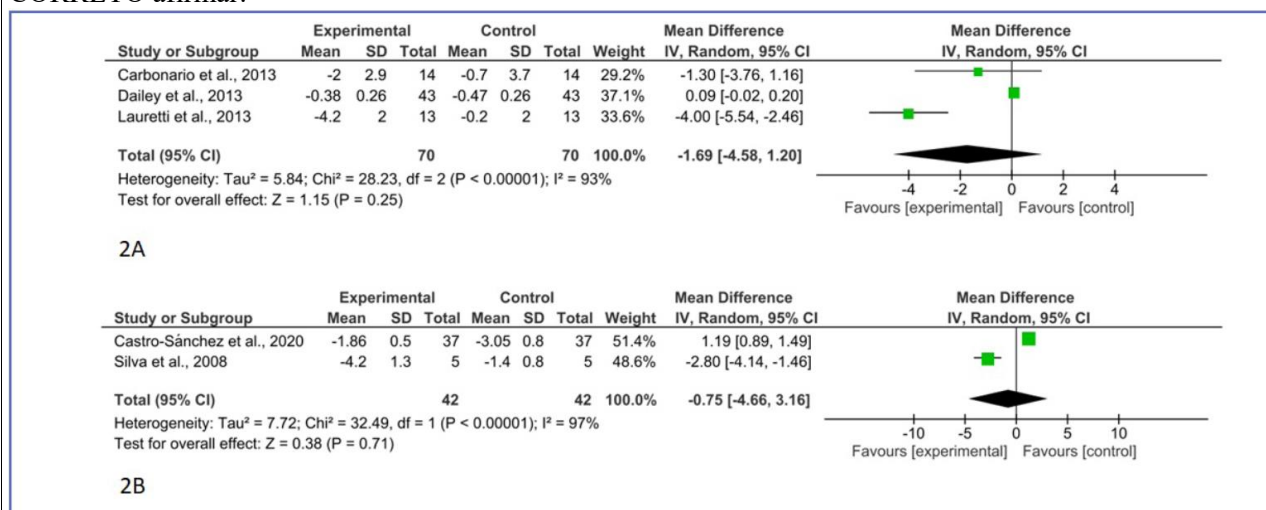 CORRETO afirmar:
Experimental Control Mean Difference Mean Difference
Study or Subgroup Mean SD Total Mean SD Total Weight IV, Random, 95% CI IV, Random, 95% CI
Carbonario et al., 2013 -2 2.9 14 -0.7 3.7 14 29.2% -1.30 [-3.76, 1.16]
Dailey et al., 2013 -0.38 0.26 43 -0.47 0.26 43 37.1% 0.09 [-0.02, 0.20]
Lauretti et al., 2013 -4.2 2 13 -0.2 2 13 33.6% -4.00 [-5.54, -2.46]
Total (95% CI) 70 70 100.0% -1.69 [-4.58, 1.20]
Heterogeneity: Tau² = 5.84; Chi² = 28.23, df = 2 (P < 0.00001); I² = 93%
Test for overall effect: Z = 1.15 (P = 0.25)
-4 -2 0 2 4
Favours [experimental] Favours [control]
2A
Experimental Control Mean Difference Mean Difference
Study or Subgroup Mean SD Total Mean SD Total Weight IV, Random, 95% CI IV, Random, 95% CI
Castro-Sánchez et al., 2020 -1.86 0.5 37 -3.05 0.8 37 51.4% 1.19 [0.89, 1.49]
Silva et al., 2008 -4.2 1.3 5 -1.4 0.8 5 48.6% -2.80 [-4.14, -1.46]
Total (95% CI) 42 42 100.0% -0.75 [-4.66, 3.16]
Heterogeneity: Tau² = 7.72; Chi² = 32.49, df = 1 (P < 0.00001); I² = 97%
Test for overall effect: Z = 0.38 (P = 0.71)
-10 -5 0 5 10
Favours [experimental] Favours [control]
2B